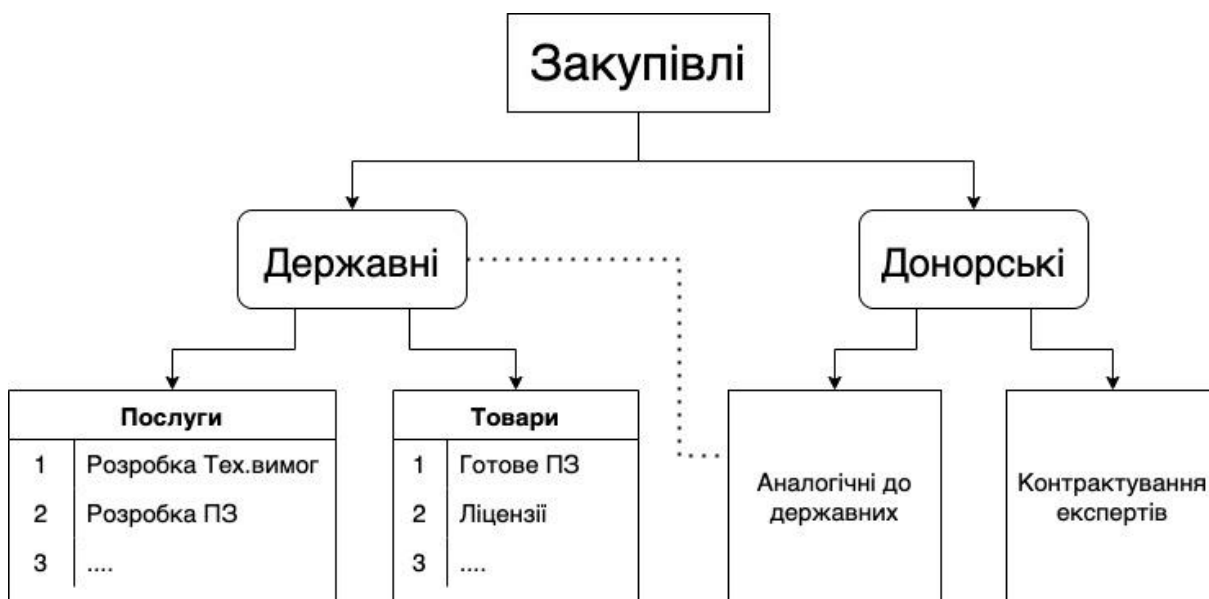 Закупівлі
Державні
Донорські
Послуги
1 Розробка Тех.вимог
2 Розробка ПЗ
3 ....
Товари
1 Готове ПЗ
2 Ліцензії
3 ....
Аналогічні до
державних
Контрактування
експертів